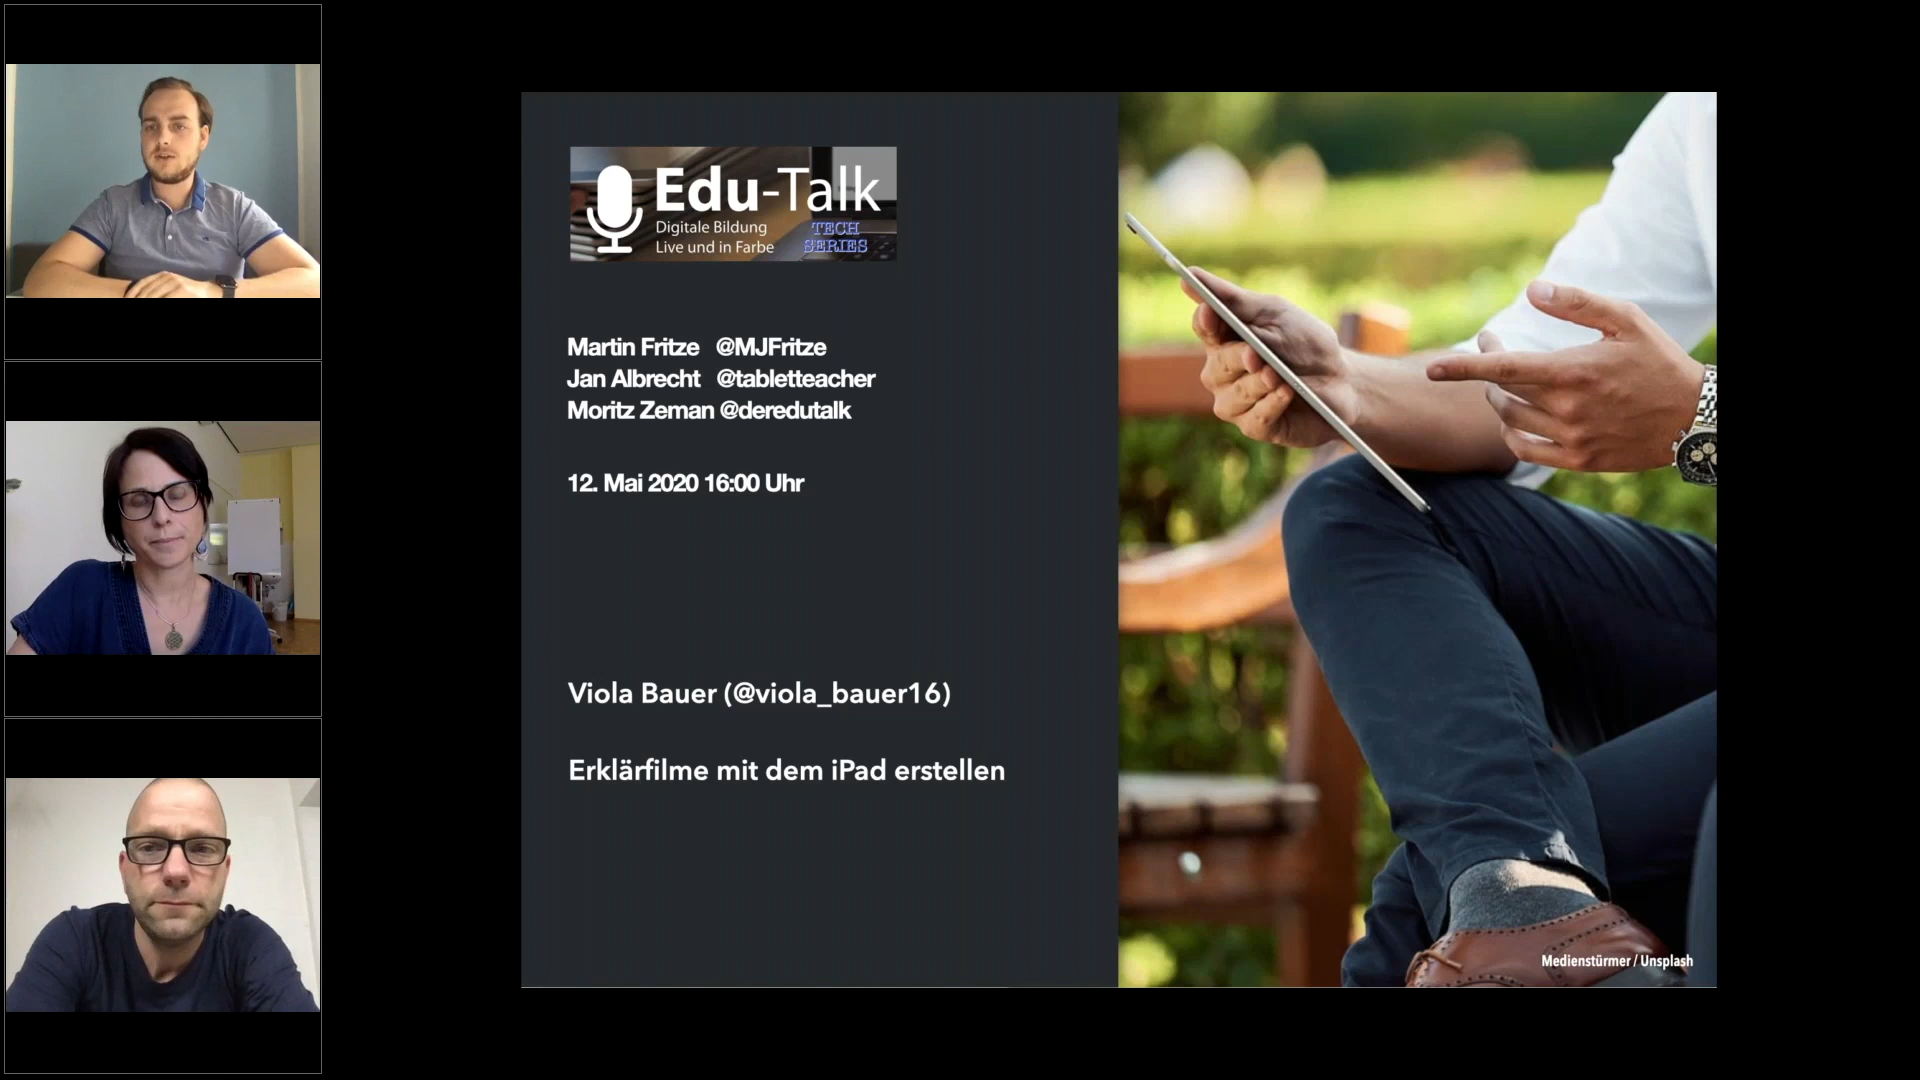 Edu-Talk
Digitale Bildung
Live und in Farbe
TECH
SERIES
Martin Fritze @MJFritze
Jan Albrecht @tabletteacher
Moritz Zeman @deredutalk
12. Mai 2020 16:00 Uhr
Viola Bauer (@viola_bauer16)
Erklärfilme mit dem iPad erstellen
Medienstürmer / Unsplash